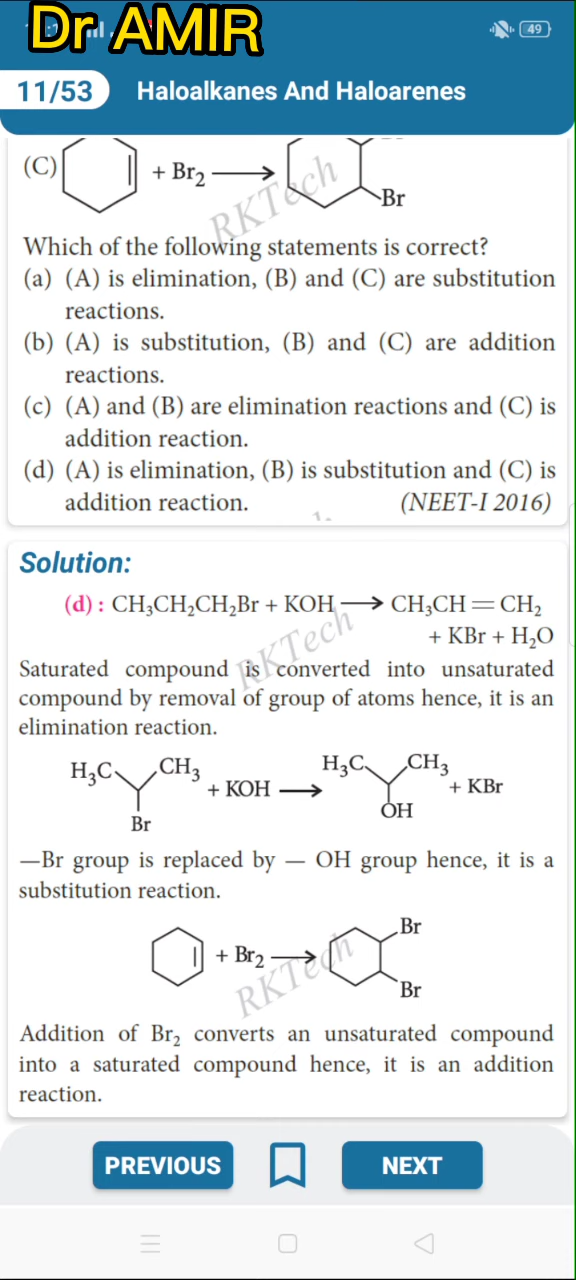 Dr AMIR
49
11/53 Haloalkanes And Haloarenes
(C) + Br₂ ⟶ Br
RKTech
Which of the following statements is correct?
(a) (A) is elimination, (B) and (C) are substitution
reactions.
(b) (A) is substitution, (B) and (C) are addition
reactions.
(c) (A) and (B) are elimination reactions and (C) is
addition reaction.
(d) (A) is elimination, (B) is substitution and (C) is
addition reaction. (NEET-I 2016)
Solution:
(d) : CH₃CH₂CH₂Br + KOH ⟶ CH₃CH = CH₂
+ KBr + H₂O
RKTech
Saturated compound is converted into unsaturated
compound by removal of group of atoms hence, it is an
elimination reaction.
H₃C CH₃ + KOH ⟶ H₃C CH₃ + KBr
Br OH
—Br group is replaced by — OH group hence, it is a
substitution reaction.
Br
+ Br₂ ⟶
Br
RKTech
Addition of Br₂ converts an unsaturated compound
into a saturated compound hence, it is an addition
reaction.
PREVIOUS NEXT